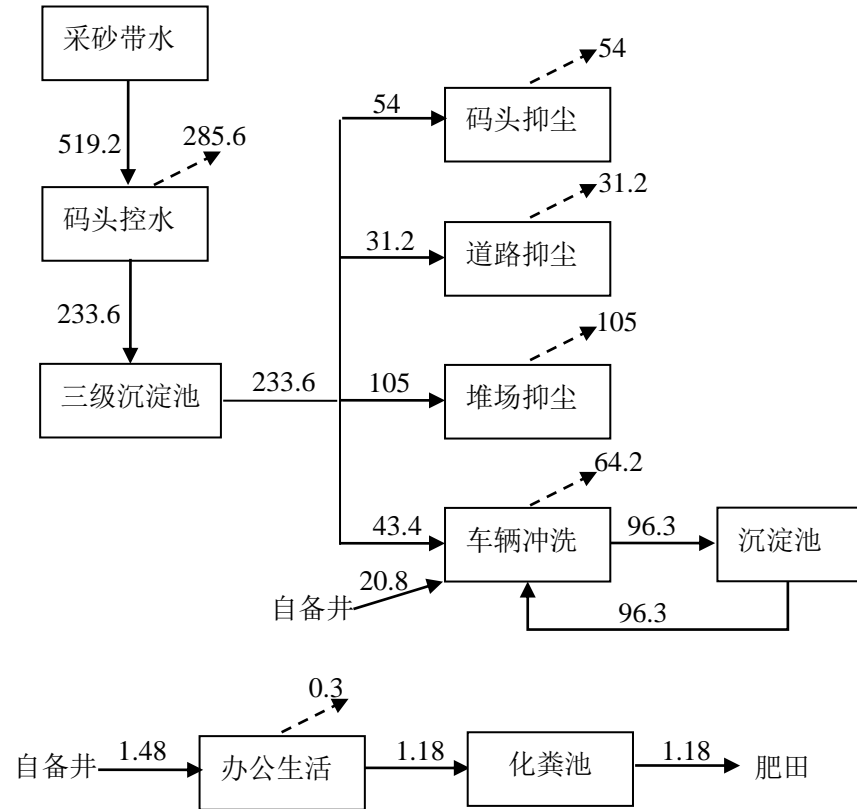 采砂带水
519.2
285.6
码头控水
233.6
三级沉淀池
233.6
54
码头抑尘
54
31.2
道路抑尘
31.2
105
堆场抑尘
105
43.4
车辆冲洗
64.2
96.3
沉淀池
自备井
20.8
96.3
自备井
1.48
办公生活
0.3
1.18
化粪池
1.18
肥田